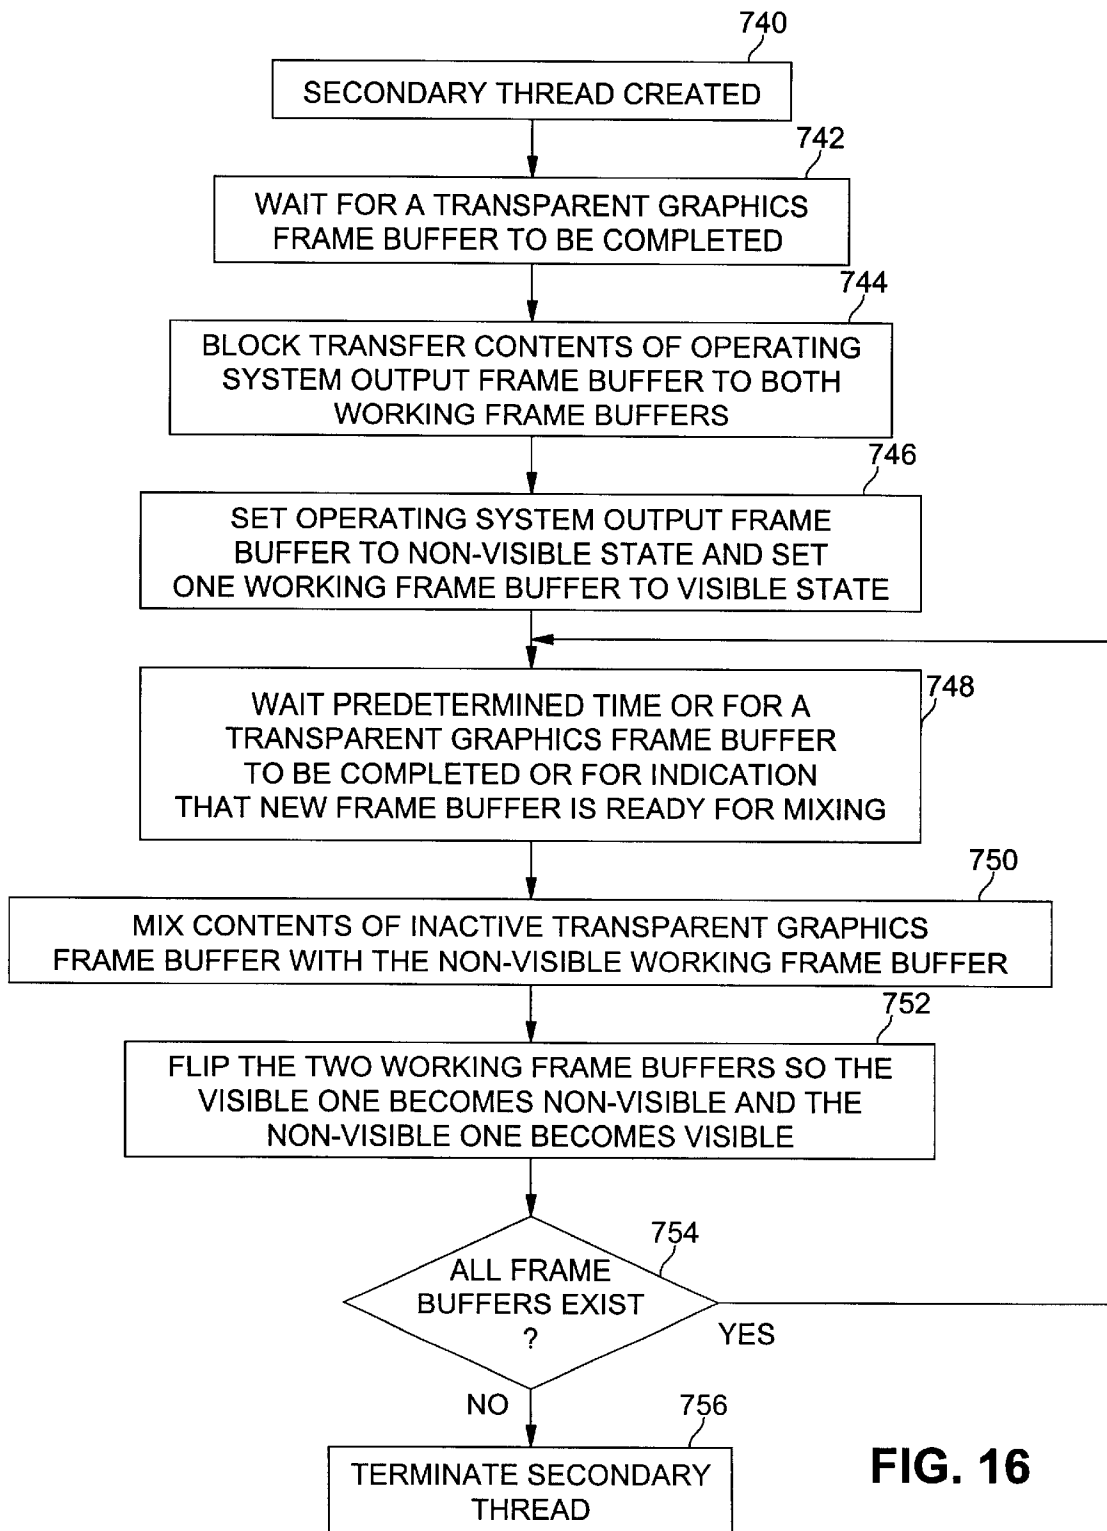 740
SECONDARY THREAD CREATED
742
WAIT FOR A TRANSPARENT GRAPHICS
FRAME BUFFER TO BE COMPLETED
744
BLOCK TRANSFER CONTENTS OF OPERATING
SYSTEM OUTPUT FRAME BUFFER TO BOTH
WORKING FRAME BUFFERS
746
SET OPERATING SYSTEM OUTPUT FRAME
BUFFER TO NON-VISIBLE STATE AND SET
ONE WORKING FRAME BUFFER TO VISIBLE STATE
748
WAIT PREDETERMINED TIME OR FOR A
TRANSPARENT GRAPHICS FRAME BUFFER
TO BE COMPLETED OR FOR INDICATION
THAT NEW FRAME BUFFER IS READY FOR MIXING
750
MIX CONTENTS OF INACTIVE TRANSPARENT GRAPHICS
FRAME BUFFER WITH THE NON-VISIBLE WORKING FRAME BUFFER
752
FLIP THE TWO WORKING FRAME BUFFERS SO THE
VISIBLE ONE BECOMES NON-VISIBLE AND THE
NON-VISIBLE ONE BECOMES VISIBLE
754
ALL FRAME
BUFFERS EXIST
?
YES
NO
756
TERMINATE SECONDARY
THREAD
FIG. 16